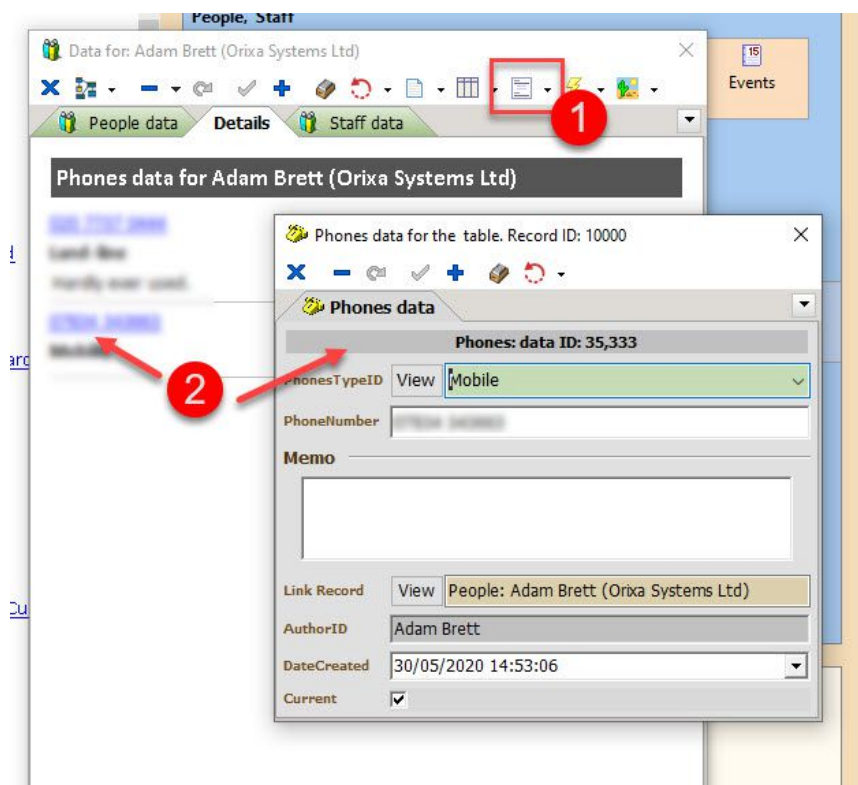 People, Staff
Data for: Adam Brett (Orixa Systems Ltd)
15
Events
1
People data
Details
Staff data
Phones data for Adam Brett (Orixa Systems Ltd)
Phones data for the table. Record ID: 10000
Phones data
Phones: data ID: 35,333
PhonesTypeID View Mobile
2
PhoneNumber
Memo
Link Record View People: Adam Brett (Orixa Systems Ltd)
AuthorID Adam Brett
DateCreated 30/05/2020 14:53:06
Current